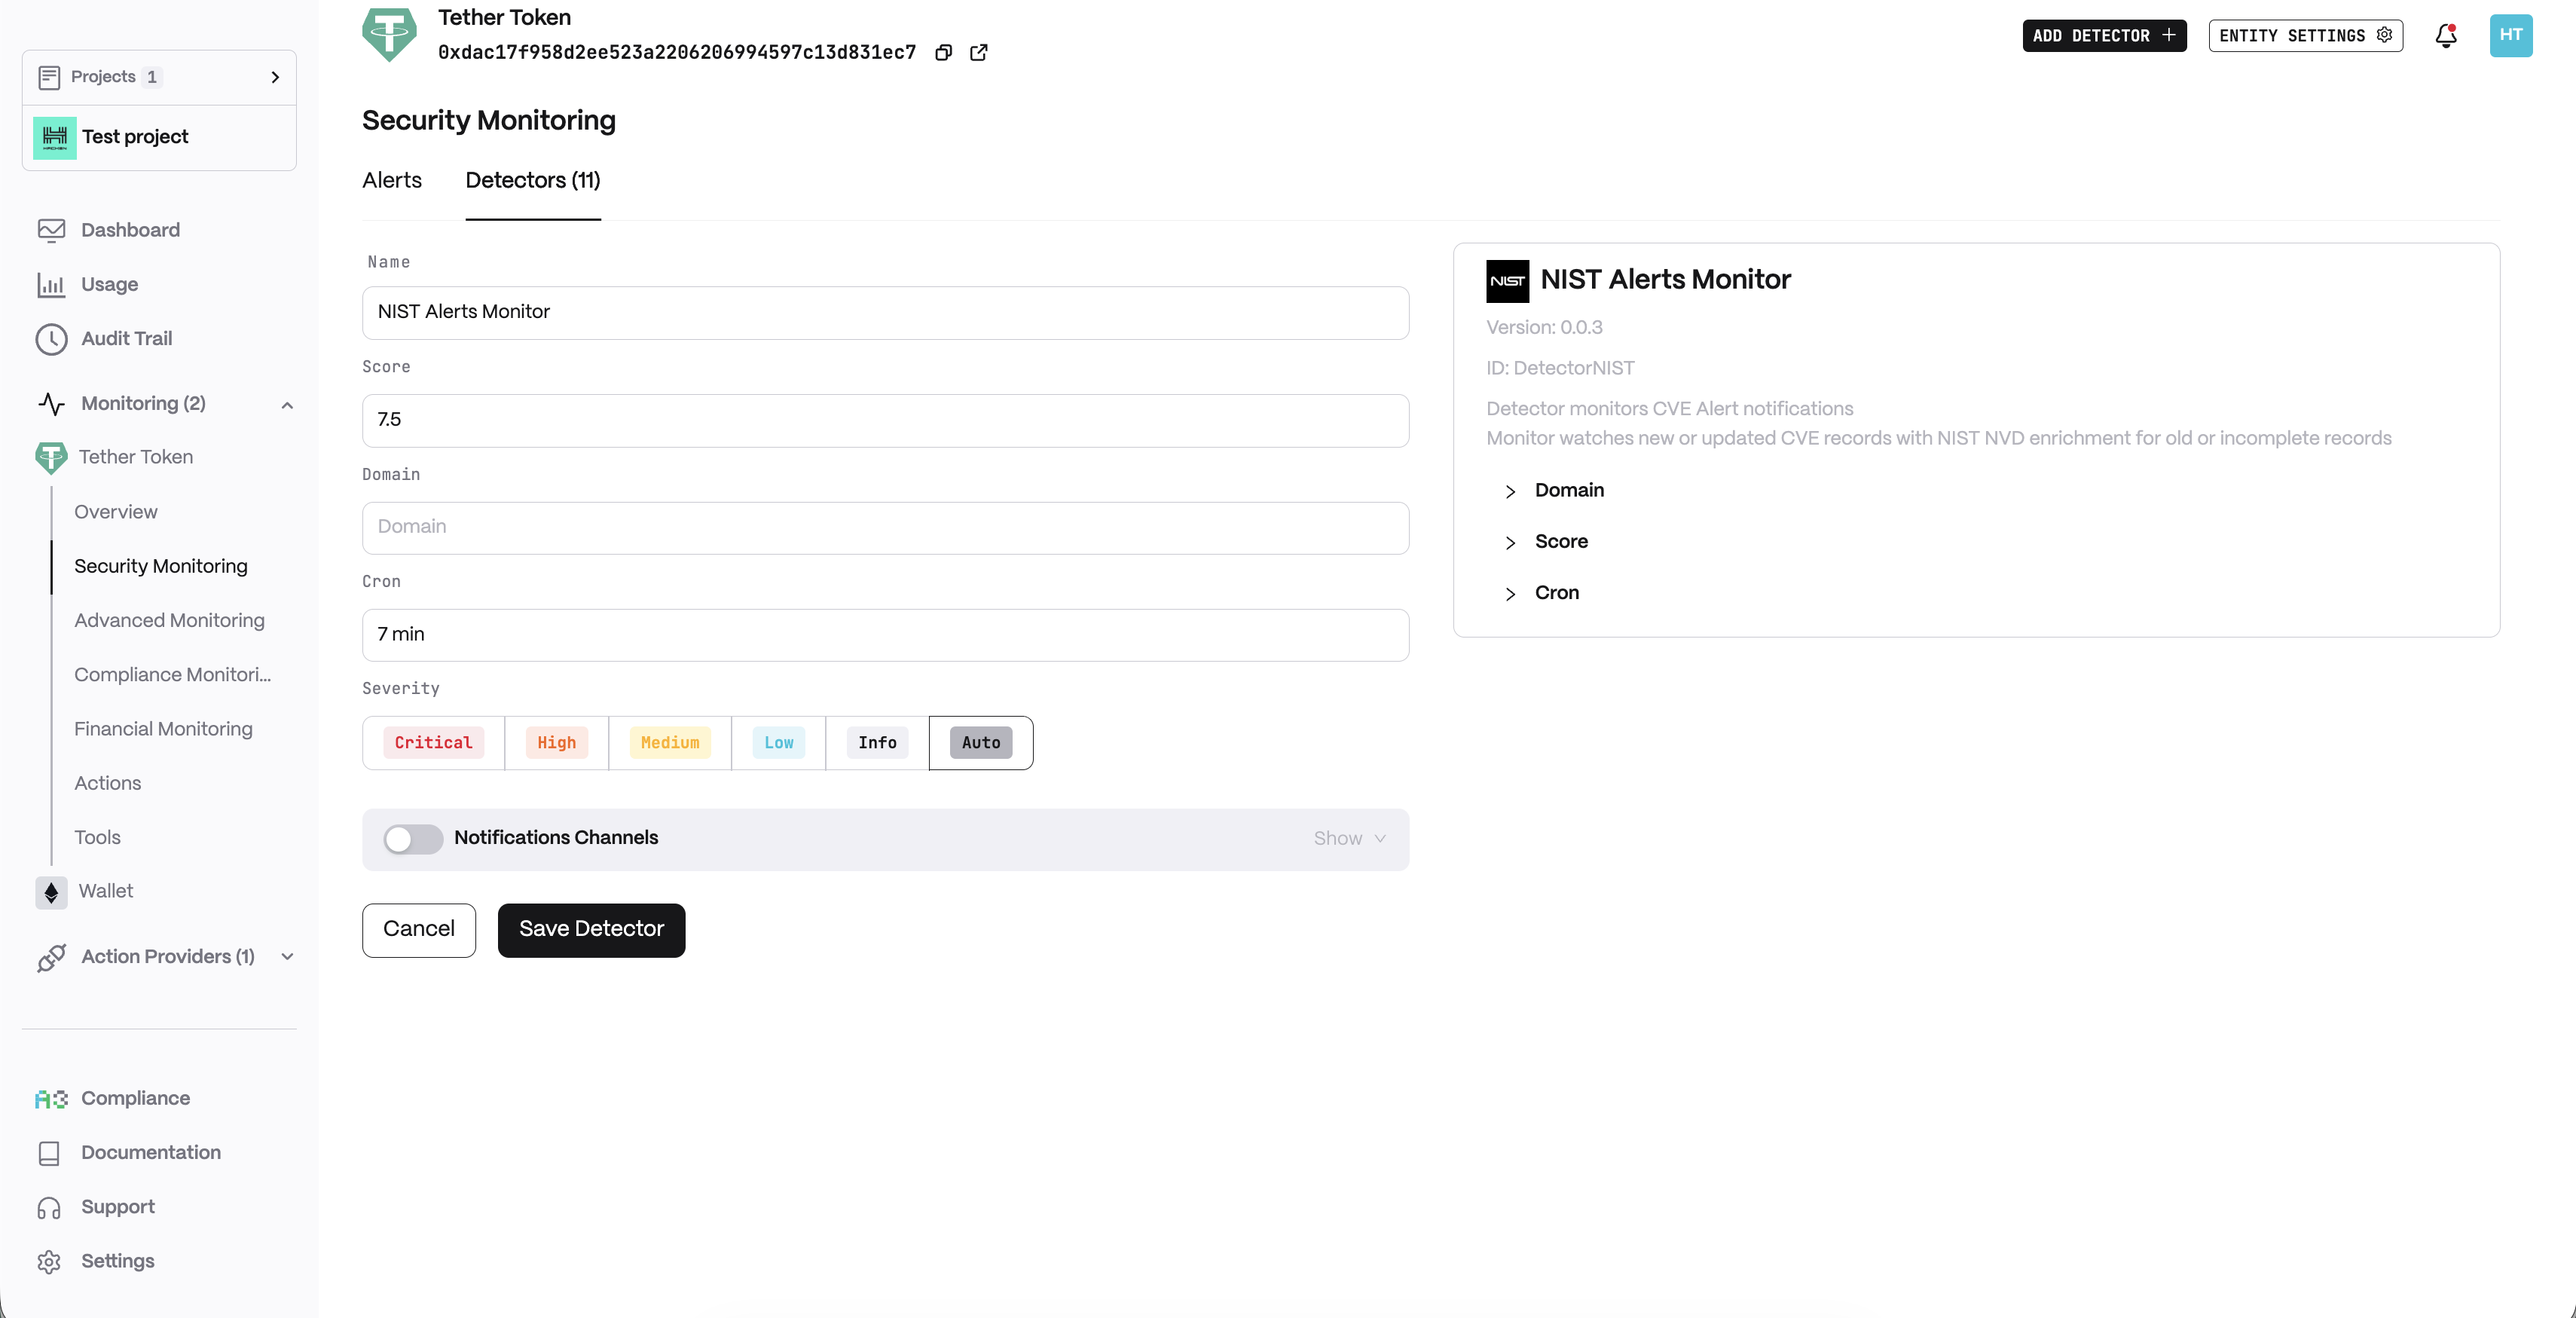 Projects 1
Test project
Dashboard
Usage
Audit Trail
Monitoring (2)
Tether Token
Overview
Security Monitoring
Advanced Monitoring
Compliance Monitori...
Financial Monitoring
Actions
Tools
Wallet
Action Providers (1)
Compliance
Documentation
Support
Settings
Tether Token
0xdac17f958d2ee523a2206206994597c13d831ec7
ADD DETECTOR
ENTITY SETTINGS
HT
Security Monitoring
Alerts
Detectors (11)
Name
NIST Alerts Monitor
Score
7.5
Domain
Domain
Cron
7 min
Severity
Critical
High
Medium
Low
Info
Auto
Notifications Channels
Show
Cancel
Save Detector
NIST
NIST Alerts Monitor
Version: 0.0.3
ID: DetectorNIST
Detector monitors CVE Alert notifications
Monitor watches new or updated CVE records with NIST NVD enrichment for old or incomplete records
Domain
Score
Cron